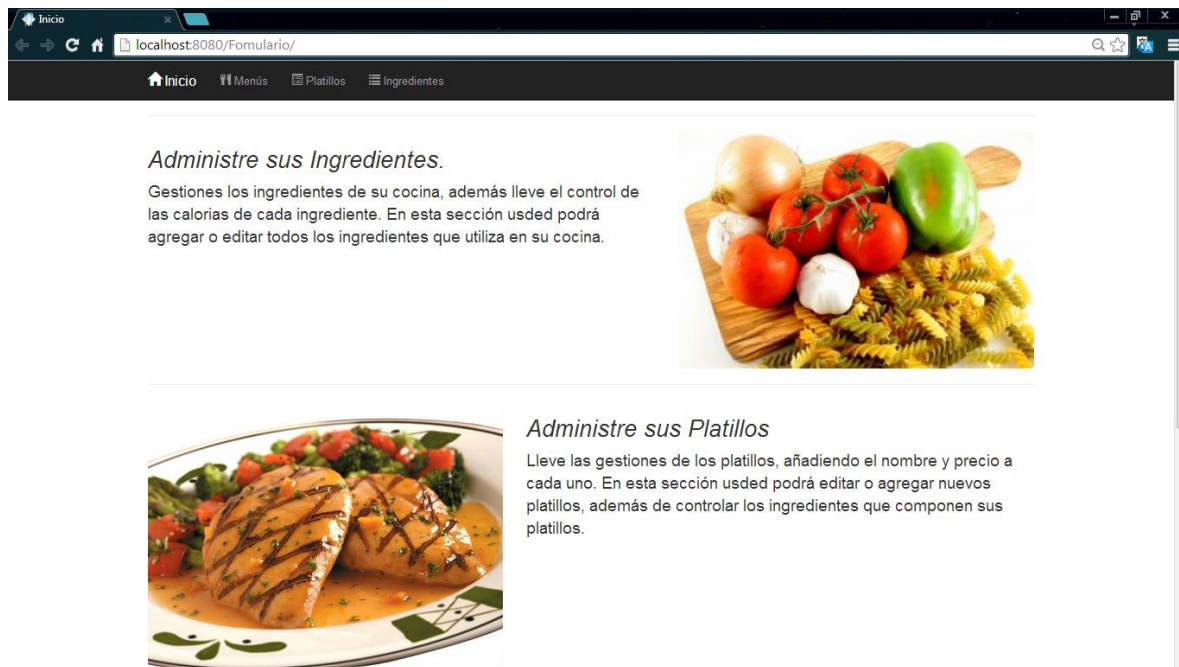 Inicio
localhost:8080/Fomulario/
Inicio Menús Platillos Ingredientes
Administre sus Ingredientes.
Gestiones los ingredientes de su cocina, además lleve el control de
las calorias de cada ingrediente. En esta sección usded podrá
agregar o editar todos los ingredientes que utiliza en su cocina.
Administre sus Platillos
Lleve las gestiones de los platillos, añadiendo el nombre y precio a
cada uno. En esta sección usded podrá editar o agregar nuevos
platillos, además de controlar los ingredientes que componen sus
platillos.